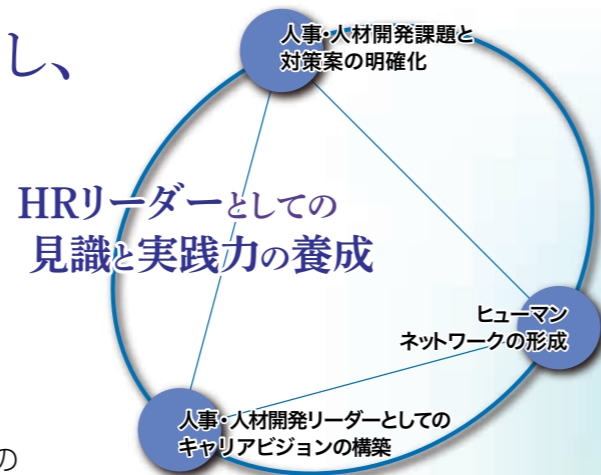 し、
人事・人材開発課題と
対策案の明確化
HRリーダーとしての
見識と実践力の養成
ヒューマン
ネットワークの形成
人事・人材開発リーダーとしての
キャリアビジョンの構築
の